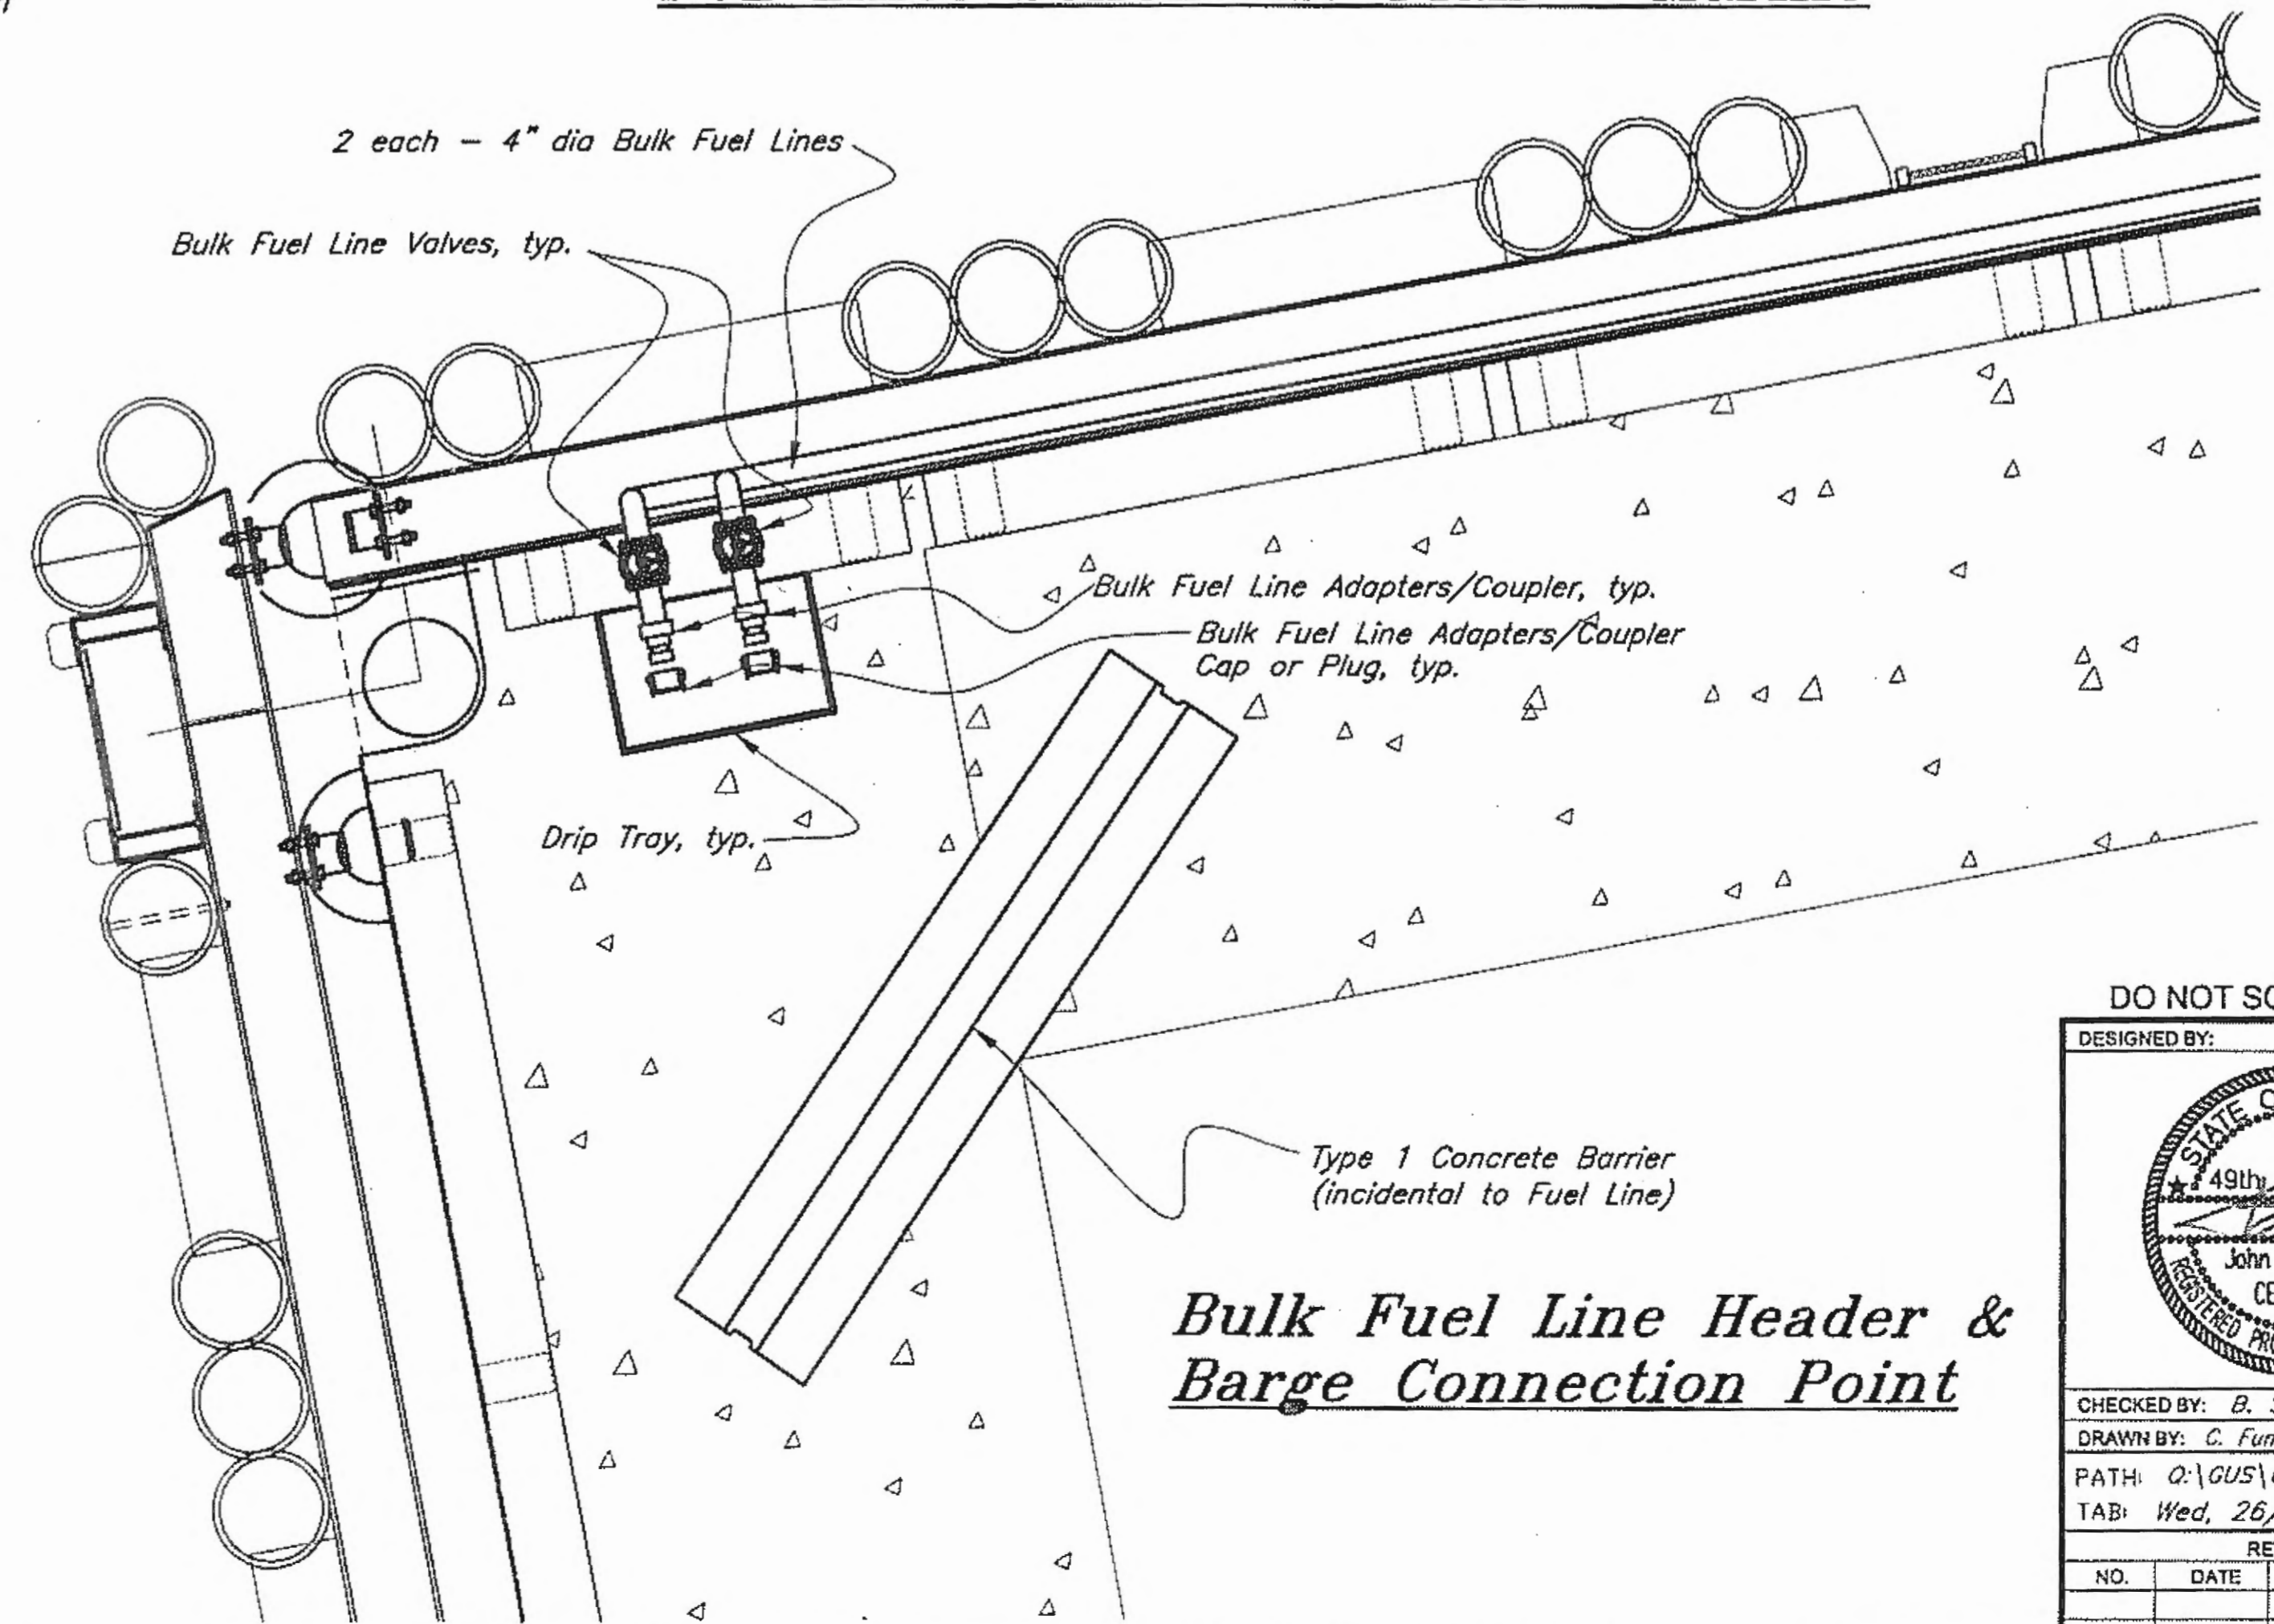 2 each - 4" dia Bulk Fuel Lines
Bulk Fuel Line Valves, typ.
Bulk Fuel Line Adapters/Coupler, typ.
Bulk Fuel Line Adapters/Coupler
Cap or Plug, typ.
Drip Tray, typ.
Type 1 Concrete Barrier
(incidental to Fuel Line)
Bulk Fuel Line Header &
Barge Connection Point
DO NOT
DESIGNED BY:
STATE
49th
John
REGISTERED
CHECKED BY: B.
DRAWN BY: C.
PATH: Q:\GUS\
TAB: Wed, 26/
NO. DATE